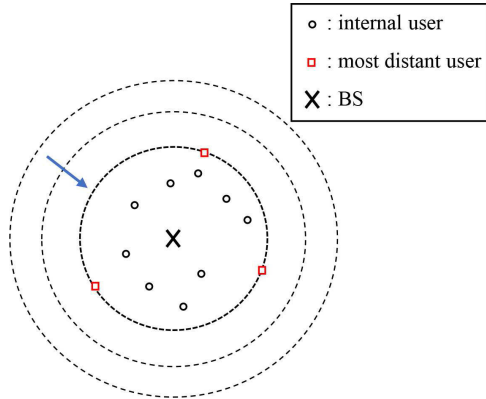 : internal user
: most distant user
: BS